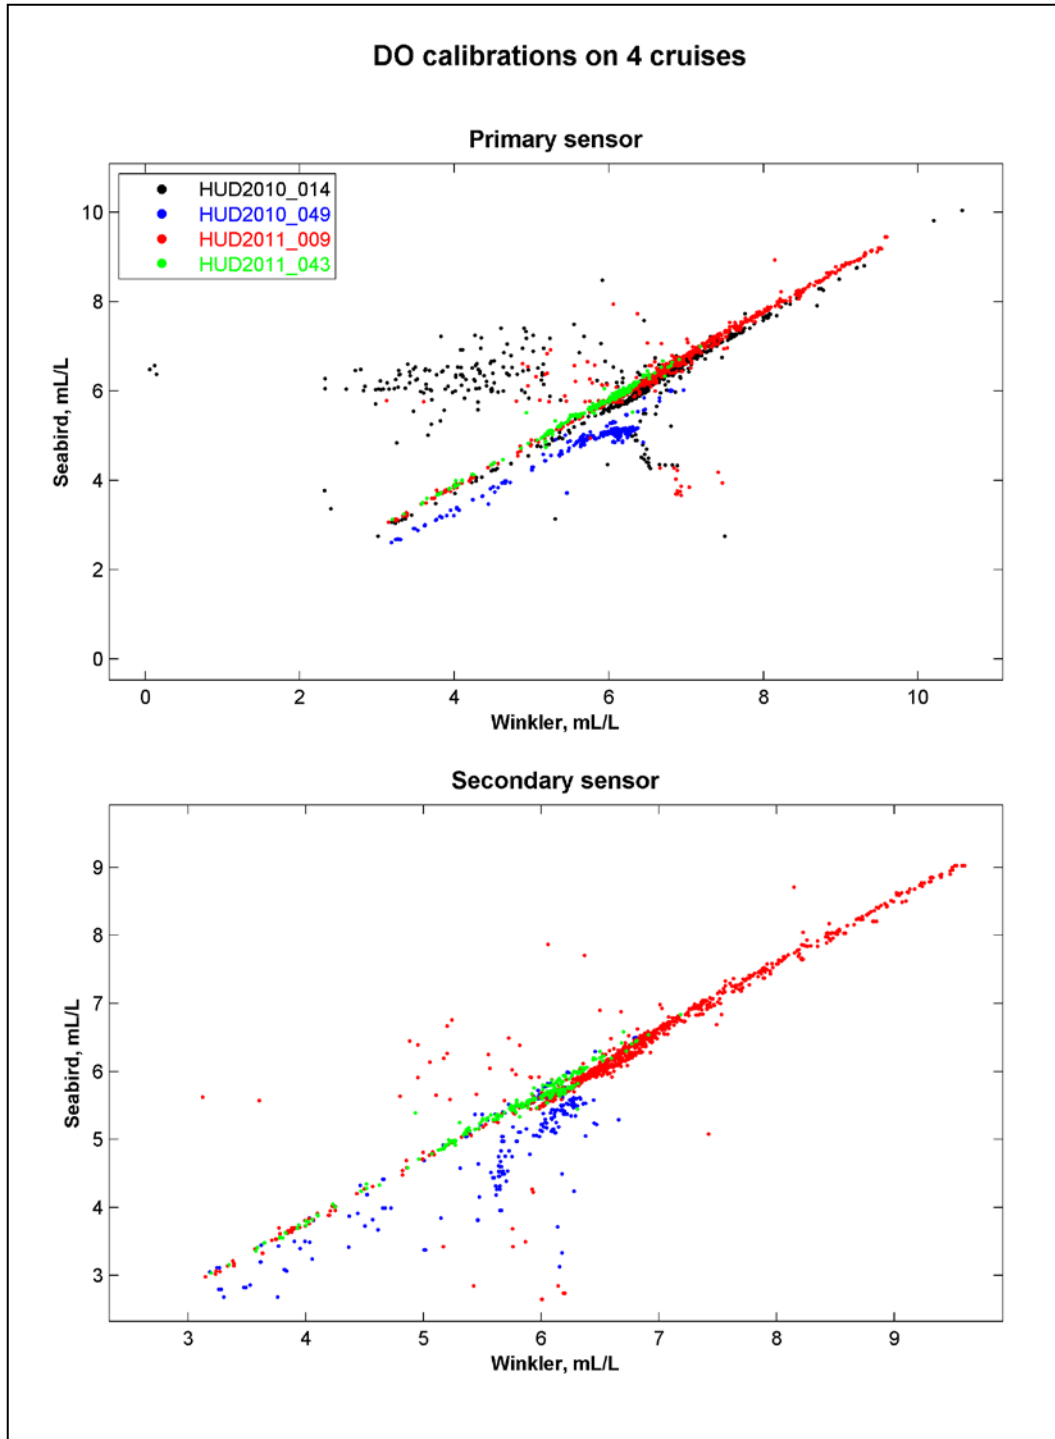 DO calibrations on 4 cruises
Primary sensor
HUD2010_014
HUD2010_049
HUD2011_009
HUD2011_043
10
8
6
4
2
0
Seabird, mL/L
0 2 4 6 8 10
Winkler, mL/L
Secondary sensor
9
8
7
6
5
4
3
Seabird, mL/L
3 4 5 6 7 8 9
Winkler, mL/L